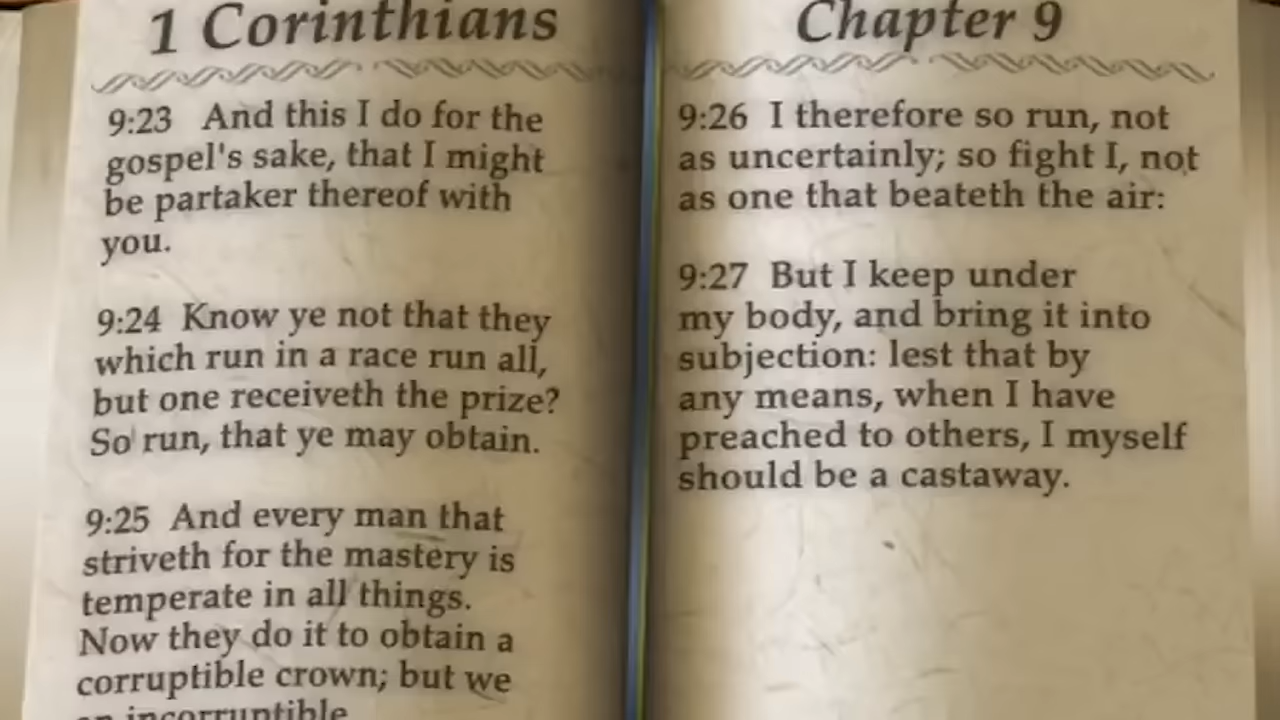 1 Corinthians
9:23 And this I do for the
gospel's sake, that I might
be partaker thereof with
you.
9:24 Know ye not that they
which run in a race run all,
but one receiveth the prize?
So run, that ye may obtain.
9:25 And every man that
striveth for the mastery is
temperate in all things.
Now they do it to obtain a
corruptible crown; but we
an incorruptible
Chapter 9
9:26 I therefore so run, not
as uncertainly; so fight I, not
as one that beateth the air:
9:27 But I keep under
my body, and bring it into
subjection: lest that by
any means, when I have
preached to others, I myself
should be a castaway.